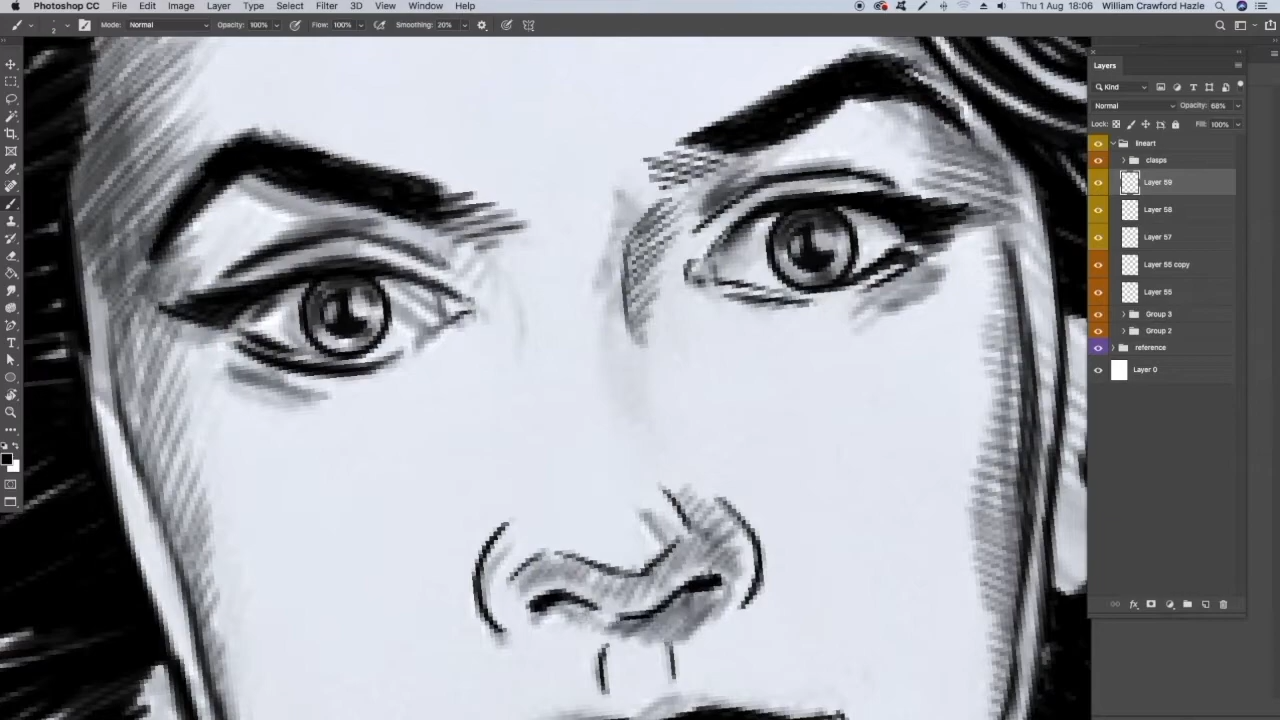 Photoshop CC File Edit Image Layer Type Select Filter 3D View Window Help Thu 1 Aug 18:06 William Crawford Hazle
2 Mode: Normal Opacity: 100% Flow: 100% Smoothing: 20%
Layers
Kind
Normal Opacity: 68%
Lock: Fill: 100%
lineart
clasps
Layer 59
Layer 58
Layer 57
Layer 55 copy
Layer 55
Group 3
Group 2
reference
Layer 0